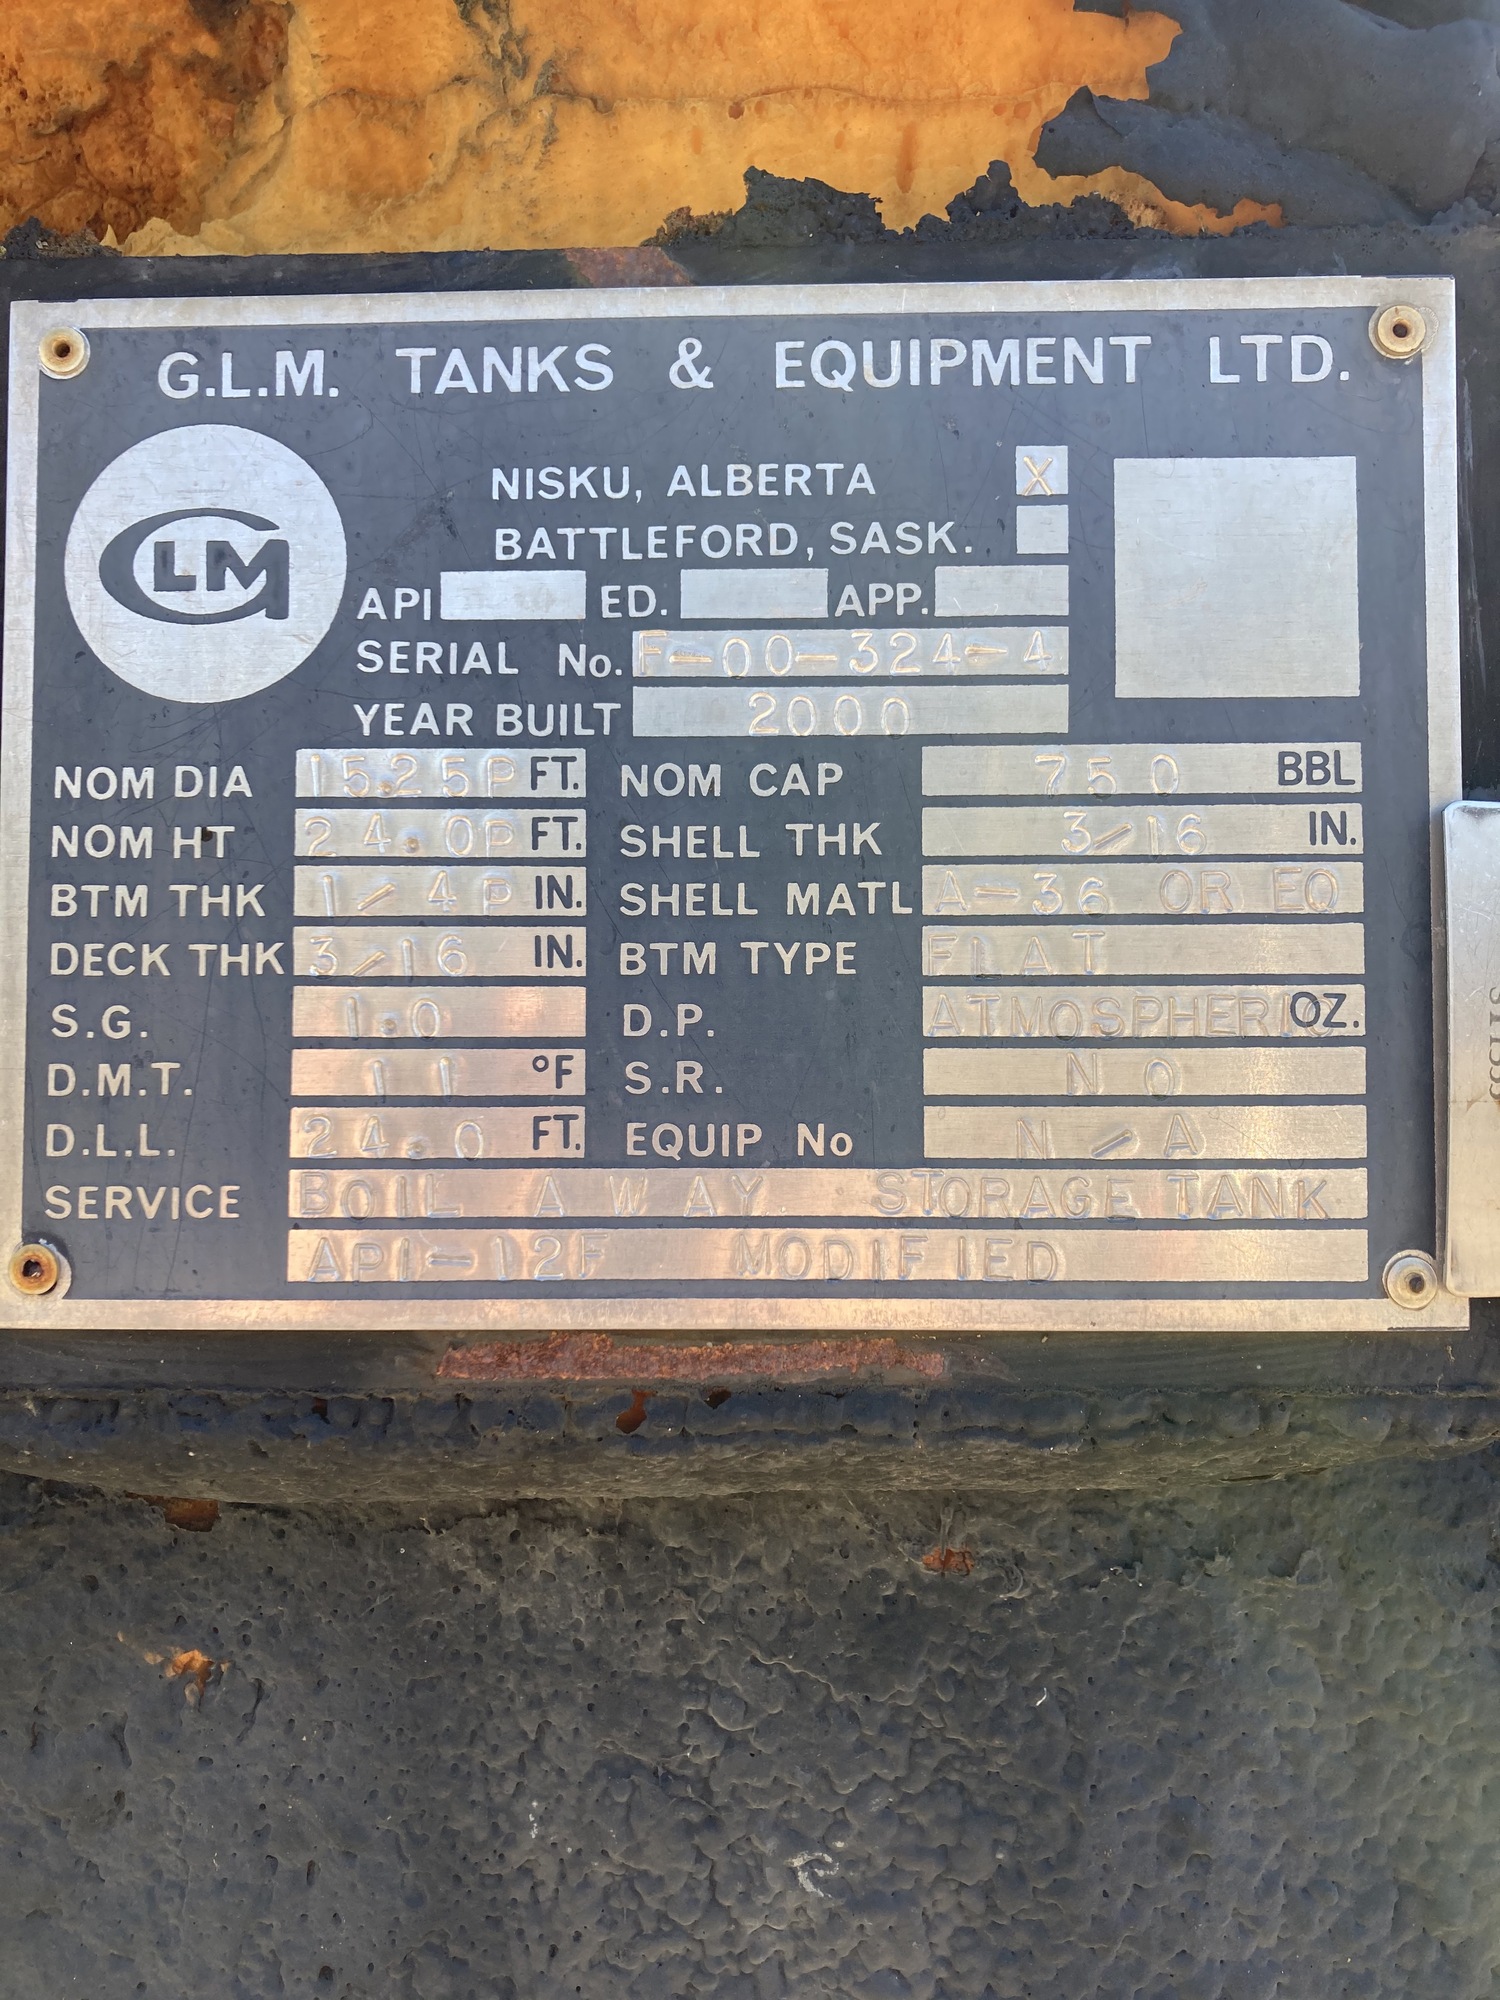 G.L.M. TANKS & EQUIPMENT LTD.
GLM
NISKU, ALBERTA X
BATTLEFORD, SASK.
API ED. APP.
SERIAL No. F-00-324-4
YEAR BUILT 2000
NOM DIA 15.25P FT. NOM CAP 750 BBL
NOM HT 24.0P FT. SHELL THK 3/16 IN.
BTM THK 1/4P IN. SHELL MATL A-36 OR EQ
DECK THK 3/16 IN. BTM TYPE FLAT
S.G. 1.0 D.P. ATMOSPHERIC OZ.
D.M.T. 11 °F S.R. NO
D.L.L. 24.0 FT. EQUIP No N/A
SERVICE BOIL AWAY STORAGE TANK
API-12F MODIFIED